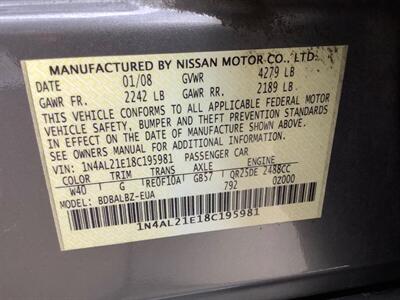 MANUFACTURED BY NISSAN MOTOR CO., LTD.
01/08 GVWR 4279 LB
GAWR FR. 2242 LB GAWR RR. 2189 LB
THIS VEHICLE CONFORMS TO ALL APPLICABLE FEDERAL MOTOR
VEHICLE SAFETY, BUMPER, AND THEFT PREVENTION STANDARDS
IN EFFECT ON THE DATE OF MANUFACTURE SHOWN ABOVE.
SEE OWNERS MANUAL FOR ADDITIONAL INFORMATION.
VIN: 1N4AL21E18C195981 PASSENGER CAR
COLOR TRIM TRANS AXLE ENGINE
W40 G RE0F10A GB57 QR25DE 2488CC
MODEL: BDBALBZ-EUA 792 0Z000
1N4AL21E18C195981